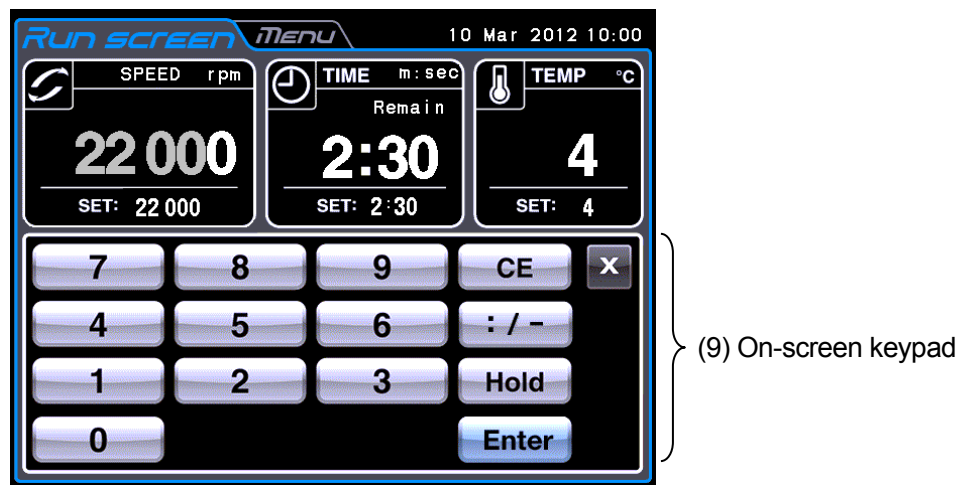 Run screen Menu 10 Mar 2012 10:00
SPEED rpm
22 000
SET: 22 000
TIME m:sec
Remain
2:30
SET: 2:30
TEMP °C
4
SET: 4
7 8 9 CE X
4 5 6 : / -
1 2 3 Hold
0 Enter
(9) On-screen keypad